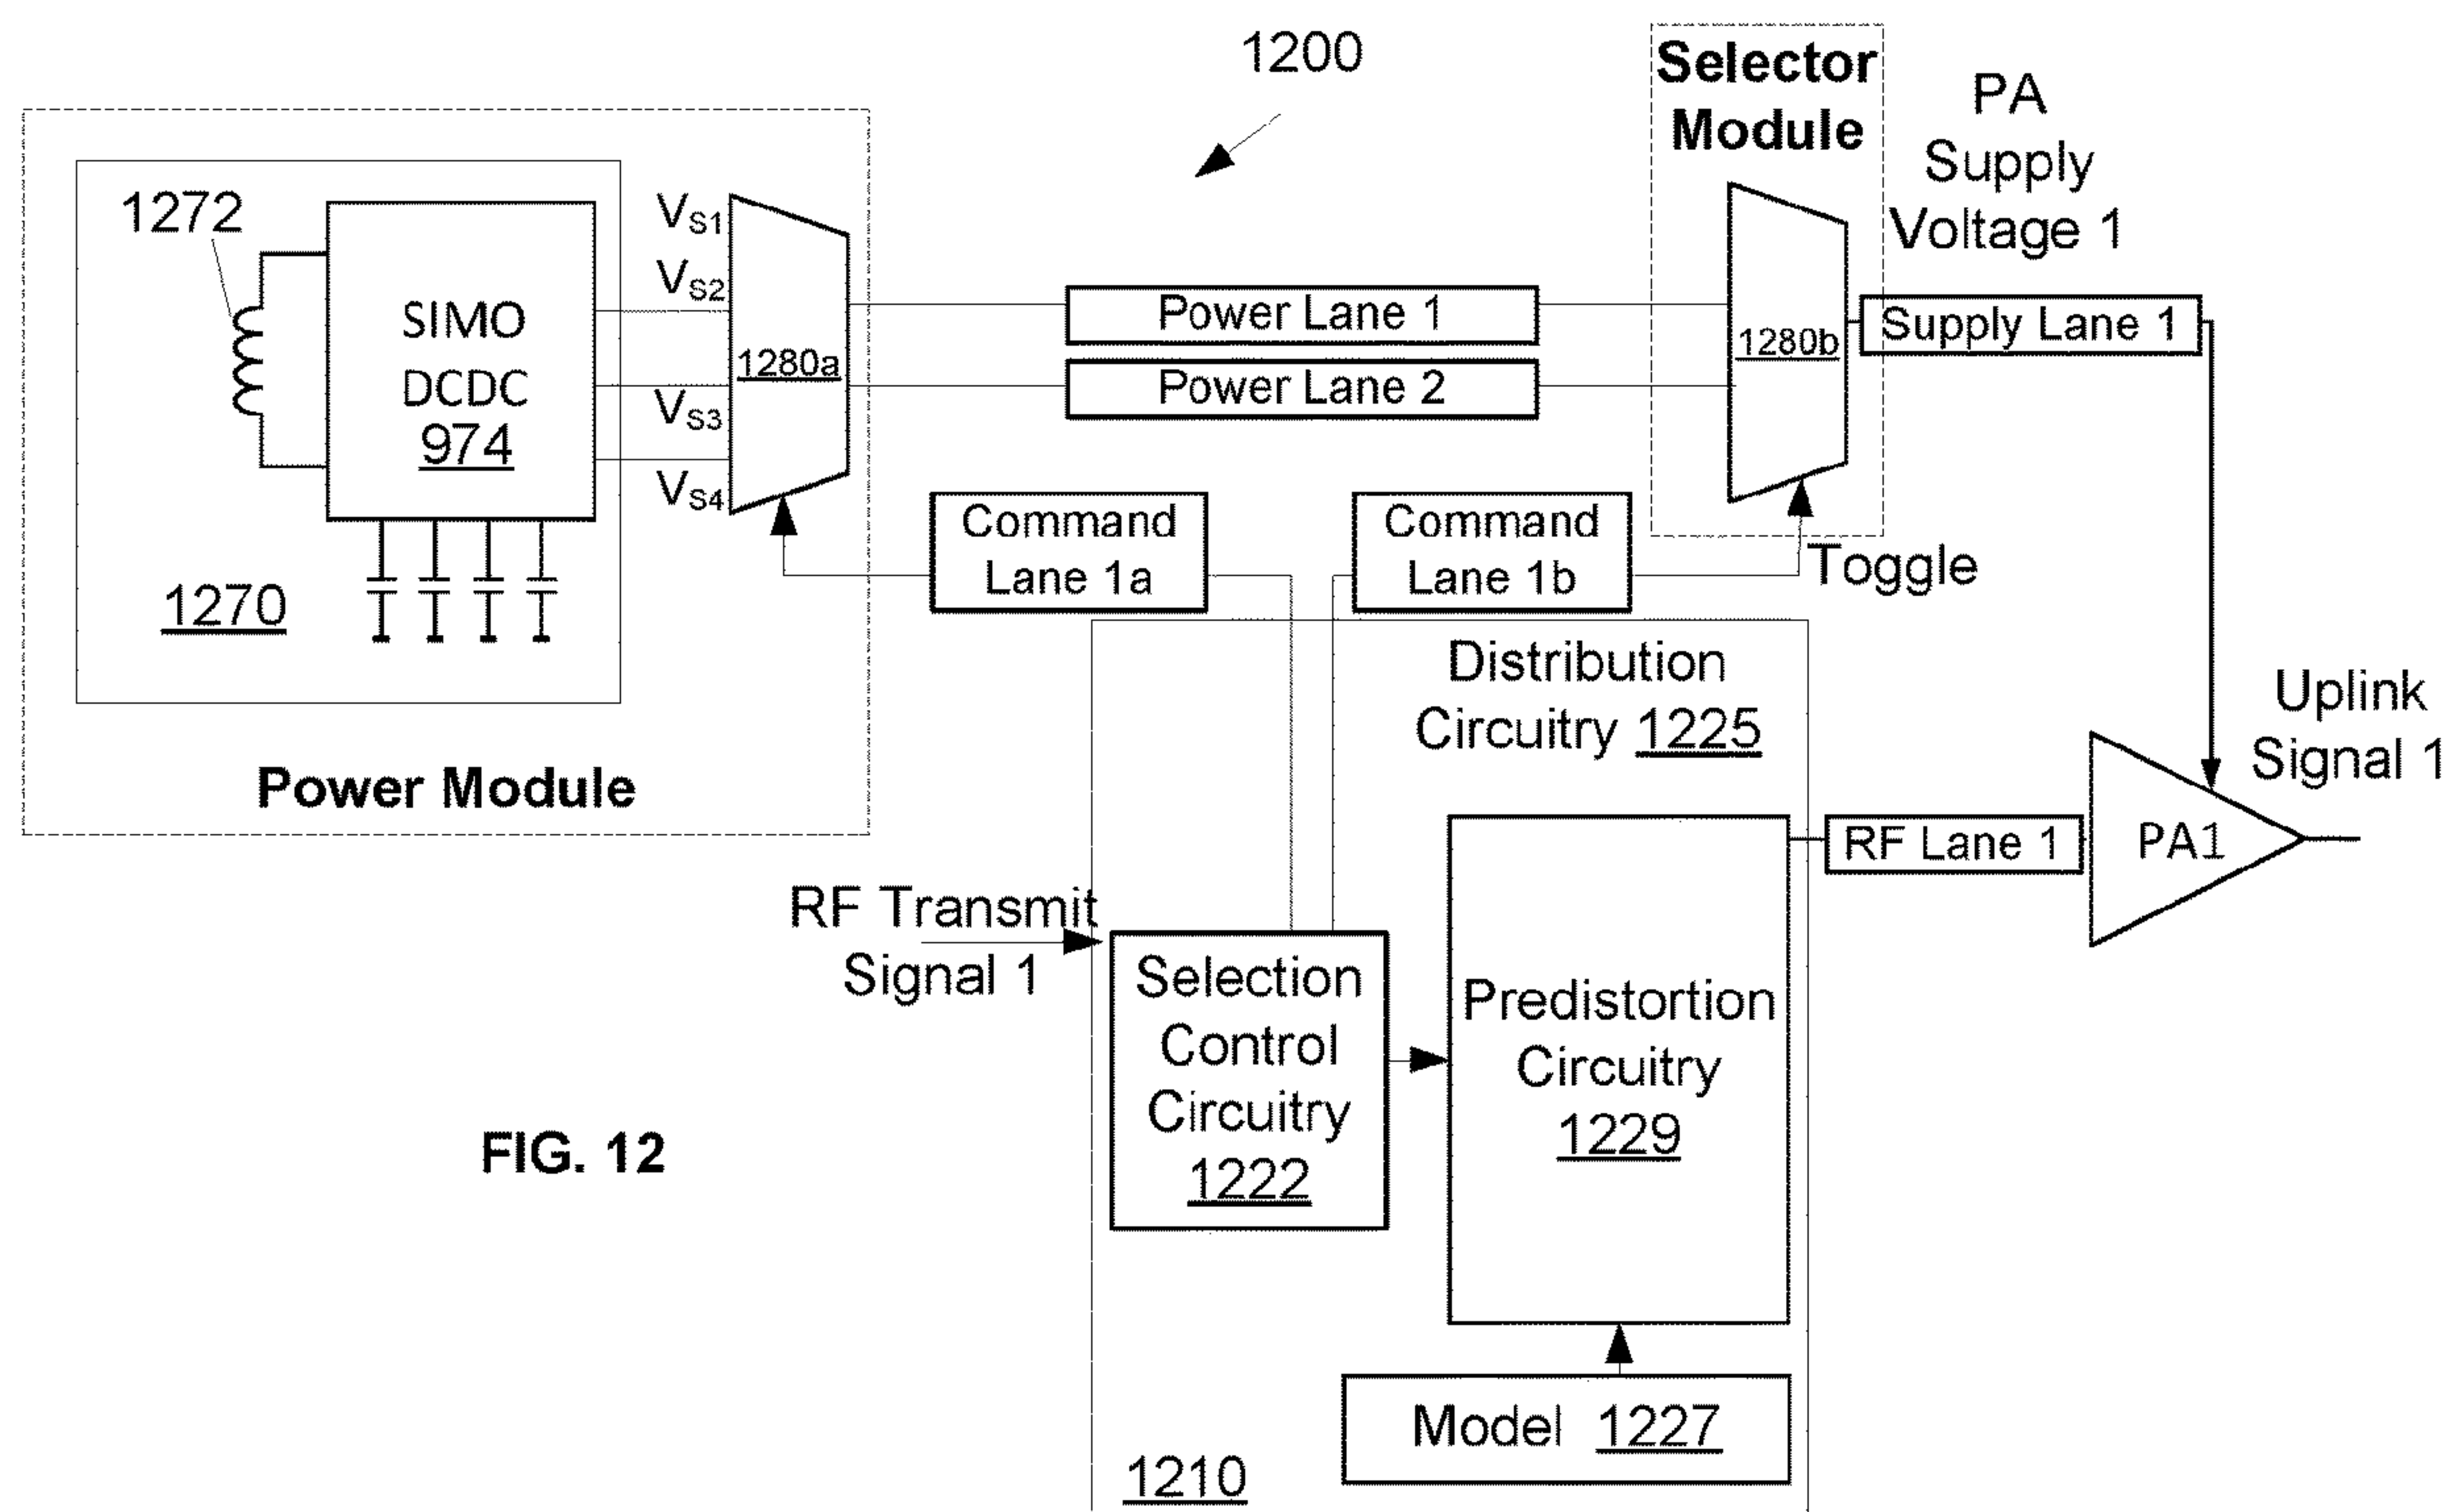 1200
Selector
Module
PA
Supply
Voltage 1
1272
SIMO
DCDC
974
VS1
VS2
VS3
VS4
1280a
Power Lane 1
Power Lane 2
1280b
Supply Lane 1
1270
Power Module
Command
Lane 1a
Command
Lane 1b
Toggle
Distribution
Circuitry 1225
Uplink
Signal 1
RF Lane 1
PA1
RF Transmit
Signal 1
Selection
Control
Circuitry
1222
Predistortion
Circuitry
1229
Model 1227
1210
FIG. 12